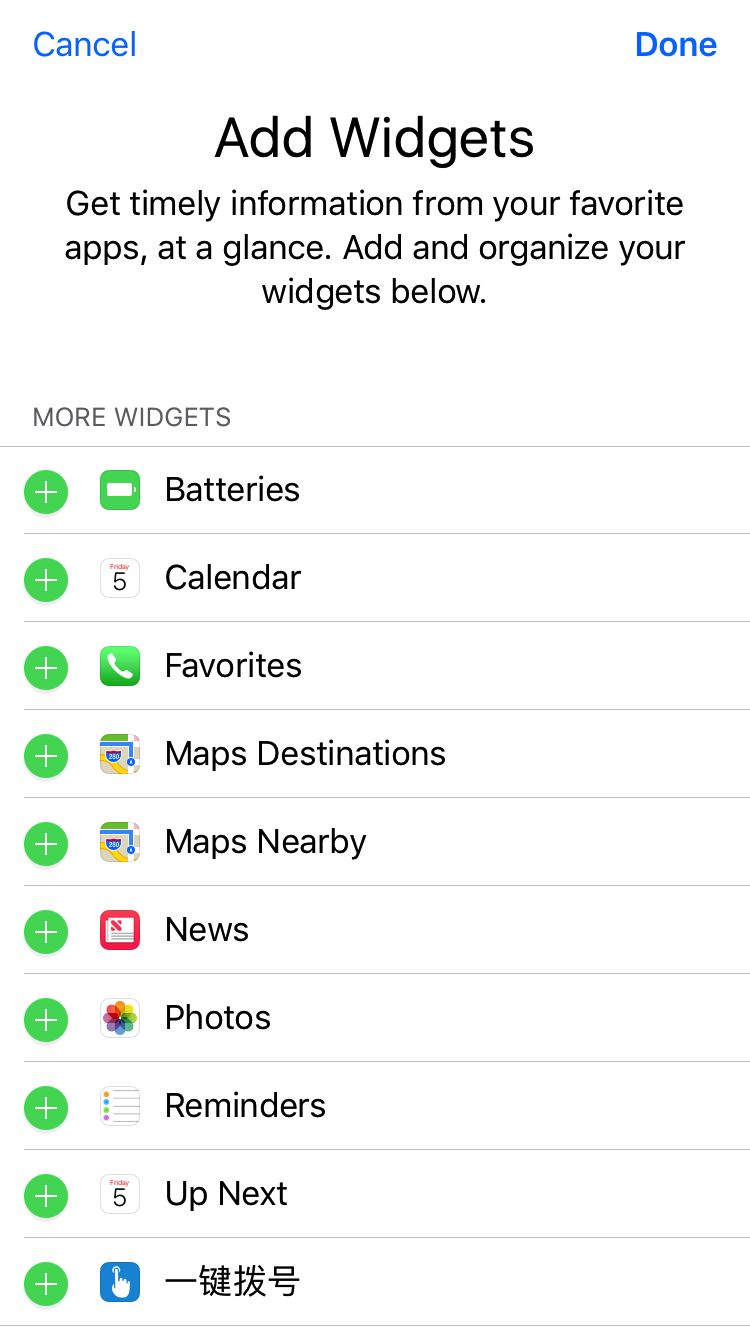 Cancel
Done
Add Widgets
Get timely information from your favorite
apps, at a glance. Add and organize your
widgets below.
MORE WIDGETS
Batteries
Friday
5
Calendar
Favorites
280
Maps Destinations
280
Maps Nearby
News
Photos
Reminders
Friday
5
Up Next
一键拨号